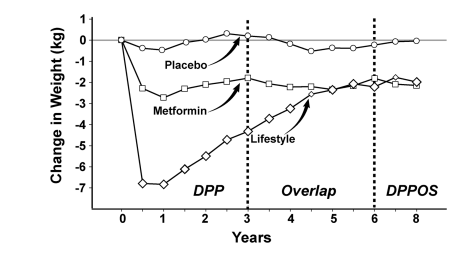 1
0
-1
-2
-3
-4
-5
-6
-7
Change in Weight (kg)
Placebo
Metformin
Lifestyle
DPP
Overlap
DPPOS
0 1 2 3 4 5 6 7 8
Years